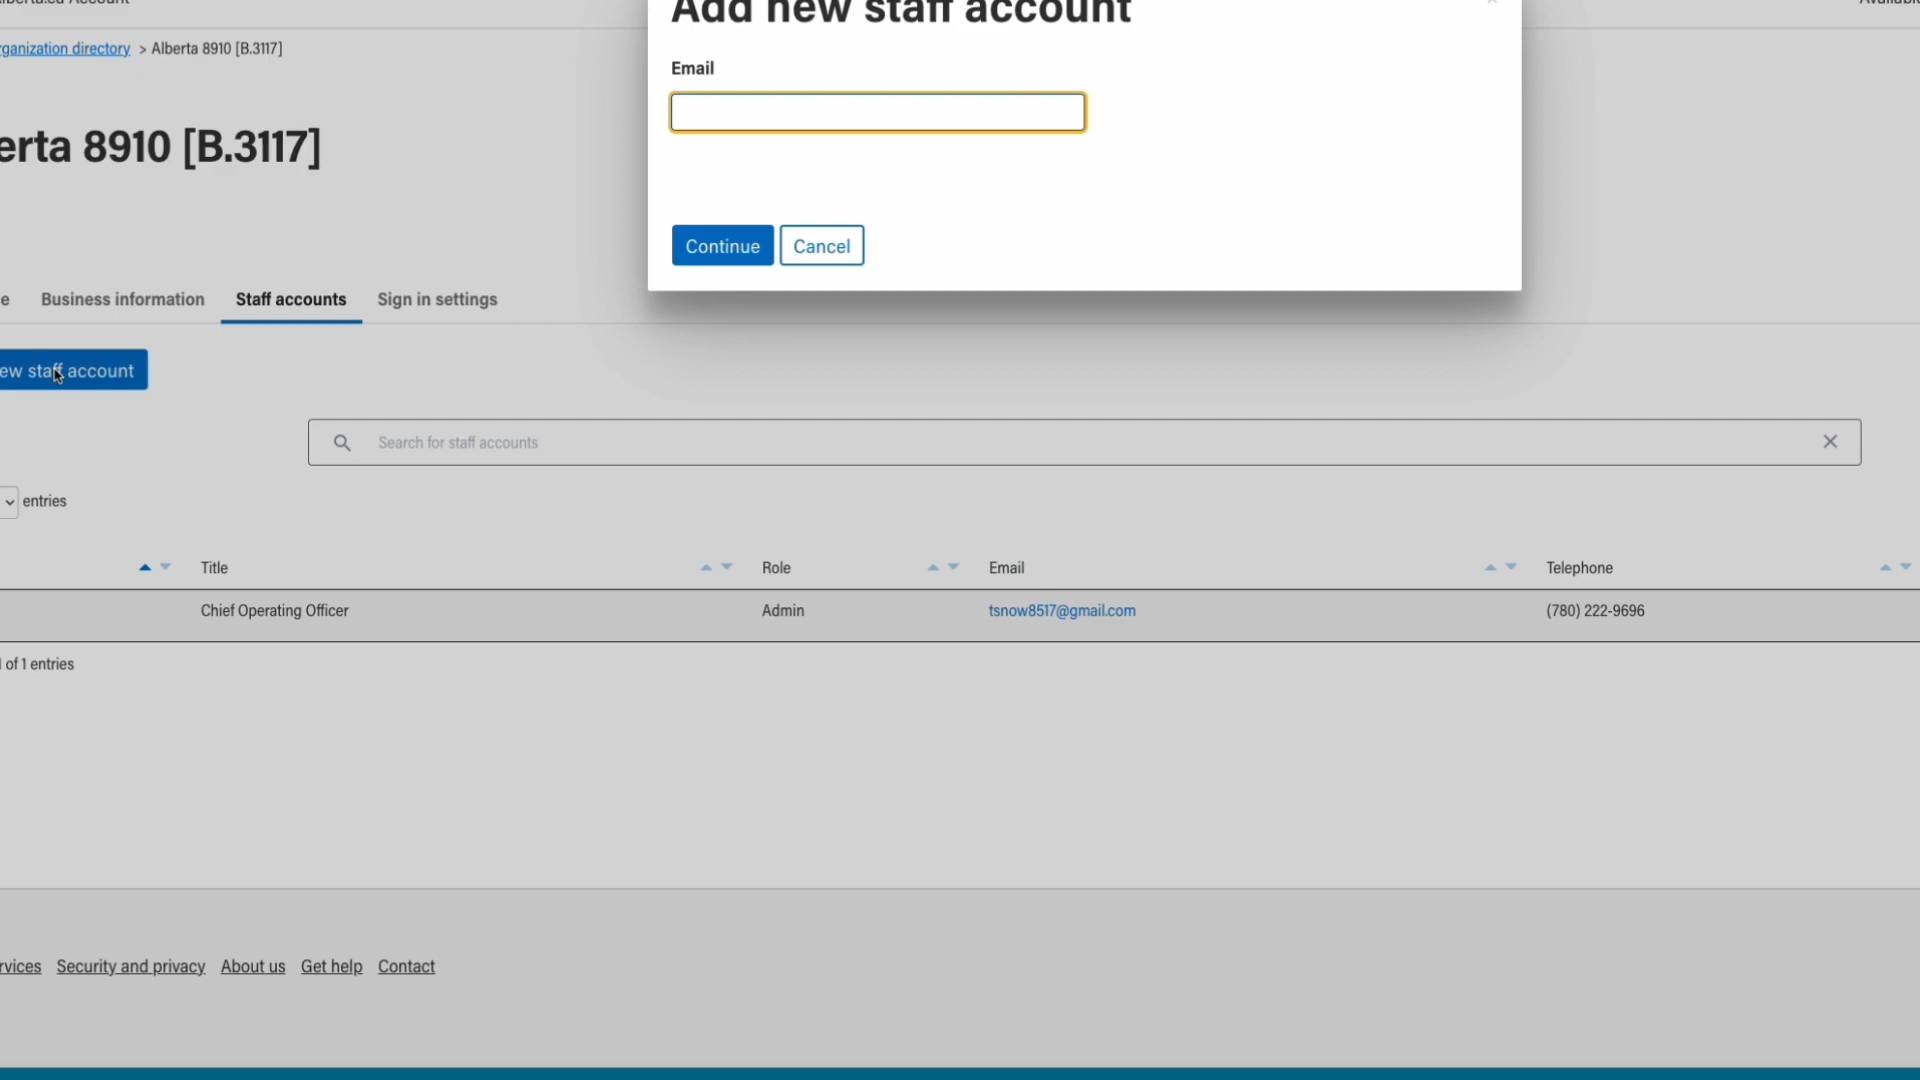 Account
Add new staff account
ganization directory > Alberta 8910 [B.3117]
Email
erta 8910 [B.3117]
Continue Cancel
e Business information Staff accounts Sign in settings
ew staff account
Search for staff accounts
entries
Title Role Email Telephone
Chief Operating Officer Admin tsnow8517@gmail.com (780) 222-9696
of 1 entries
rvices Security and privacy About us Get help Contact